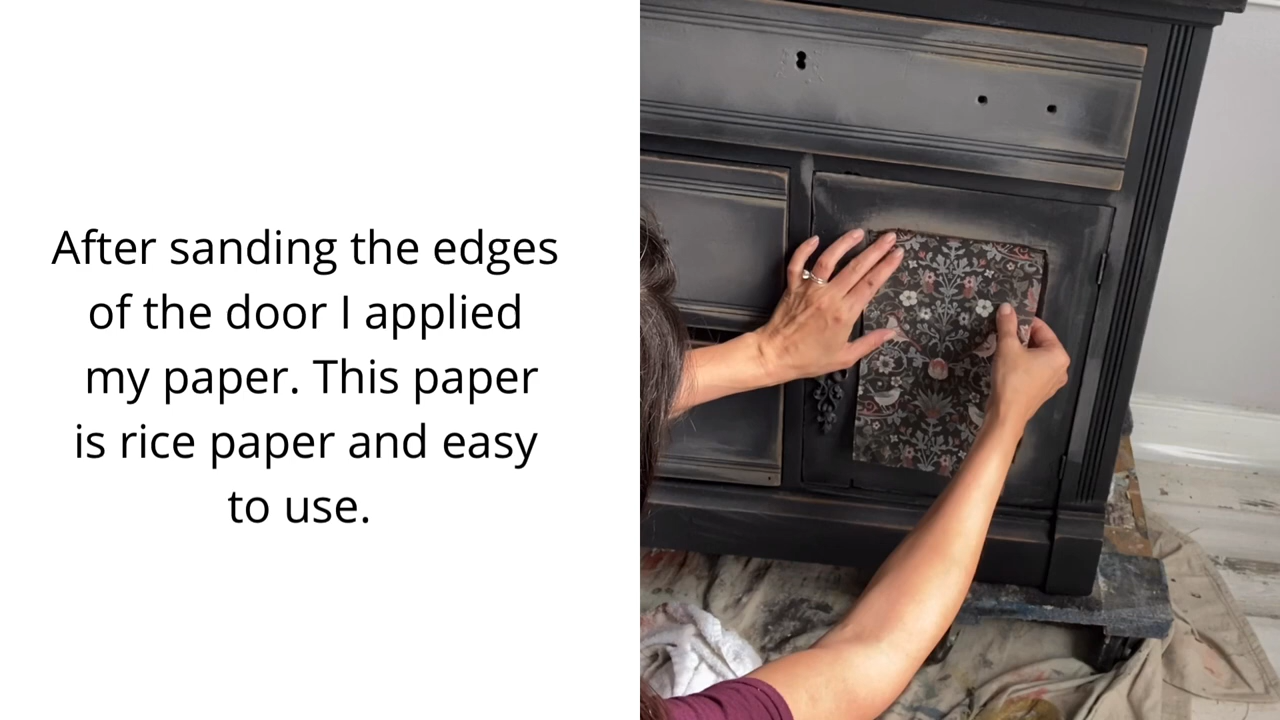 After sanding the edges
of the door I applied
my paper. This paper
is rice paper and easy
to use.